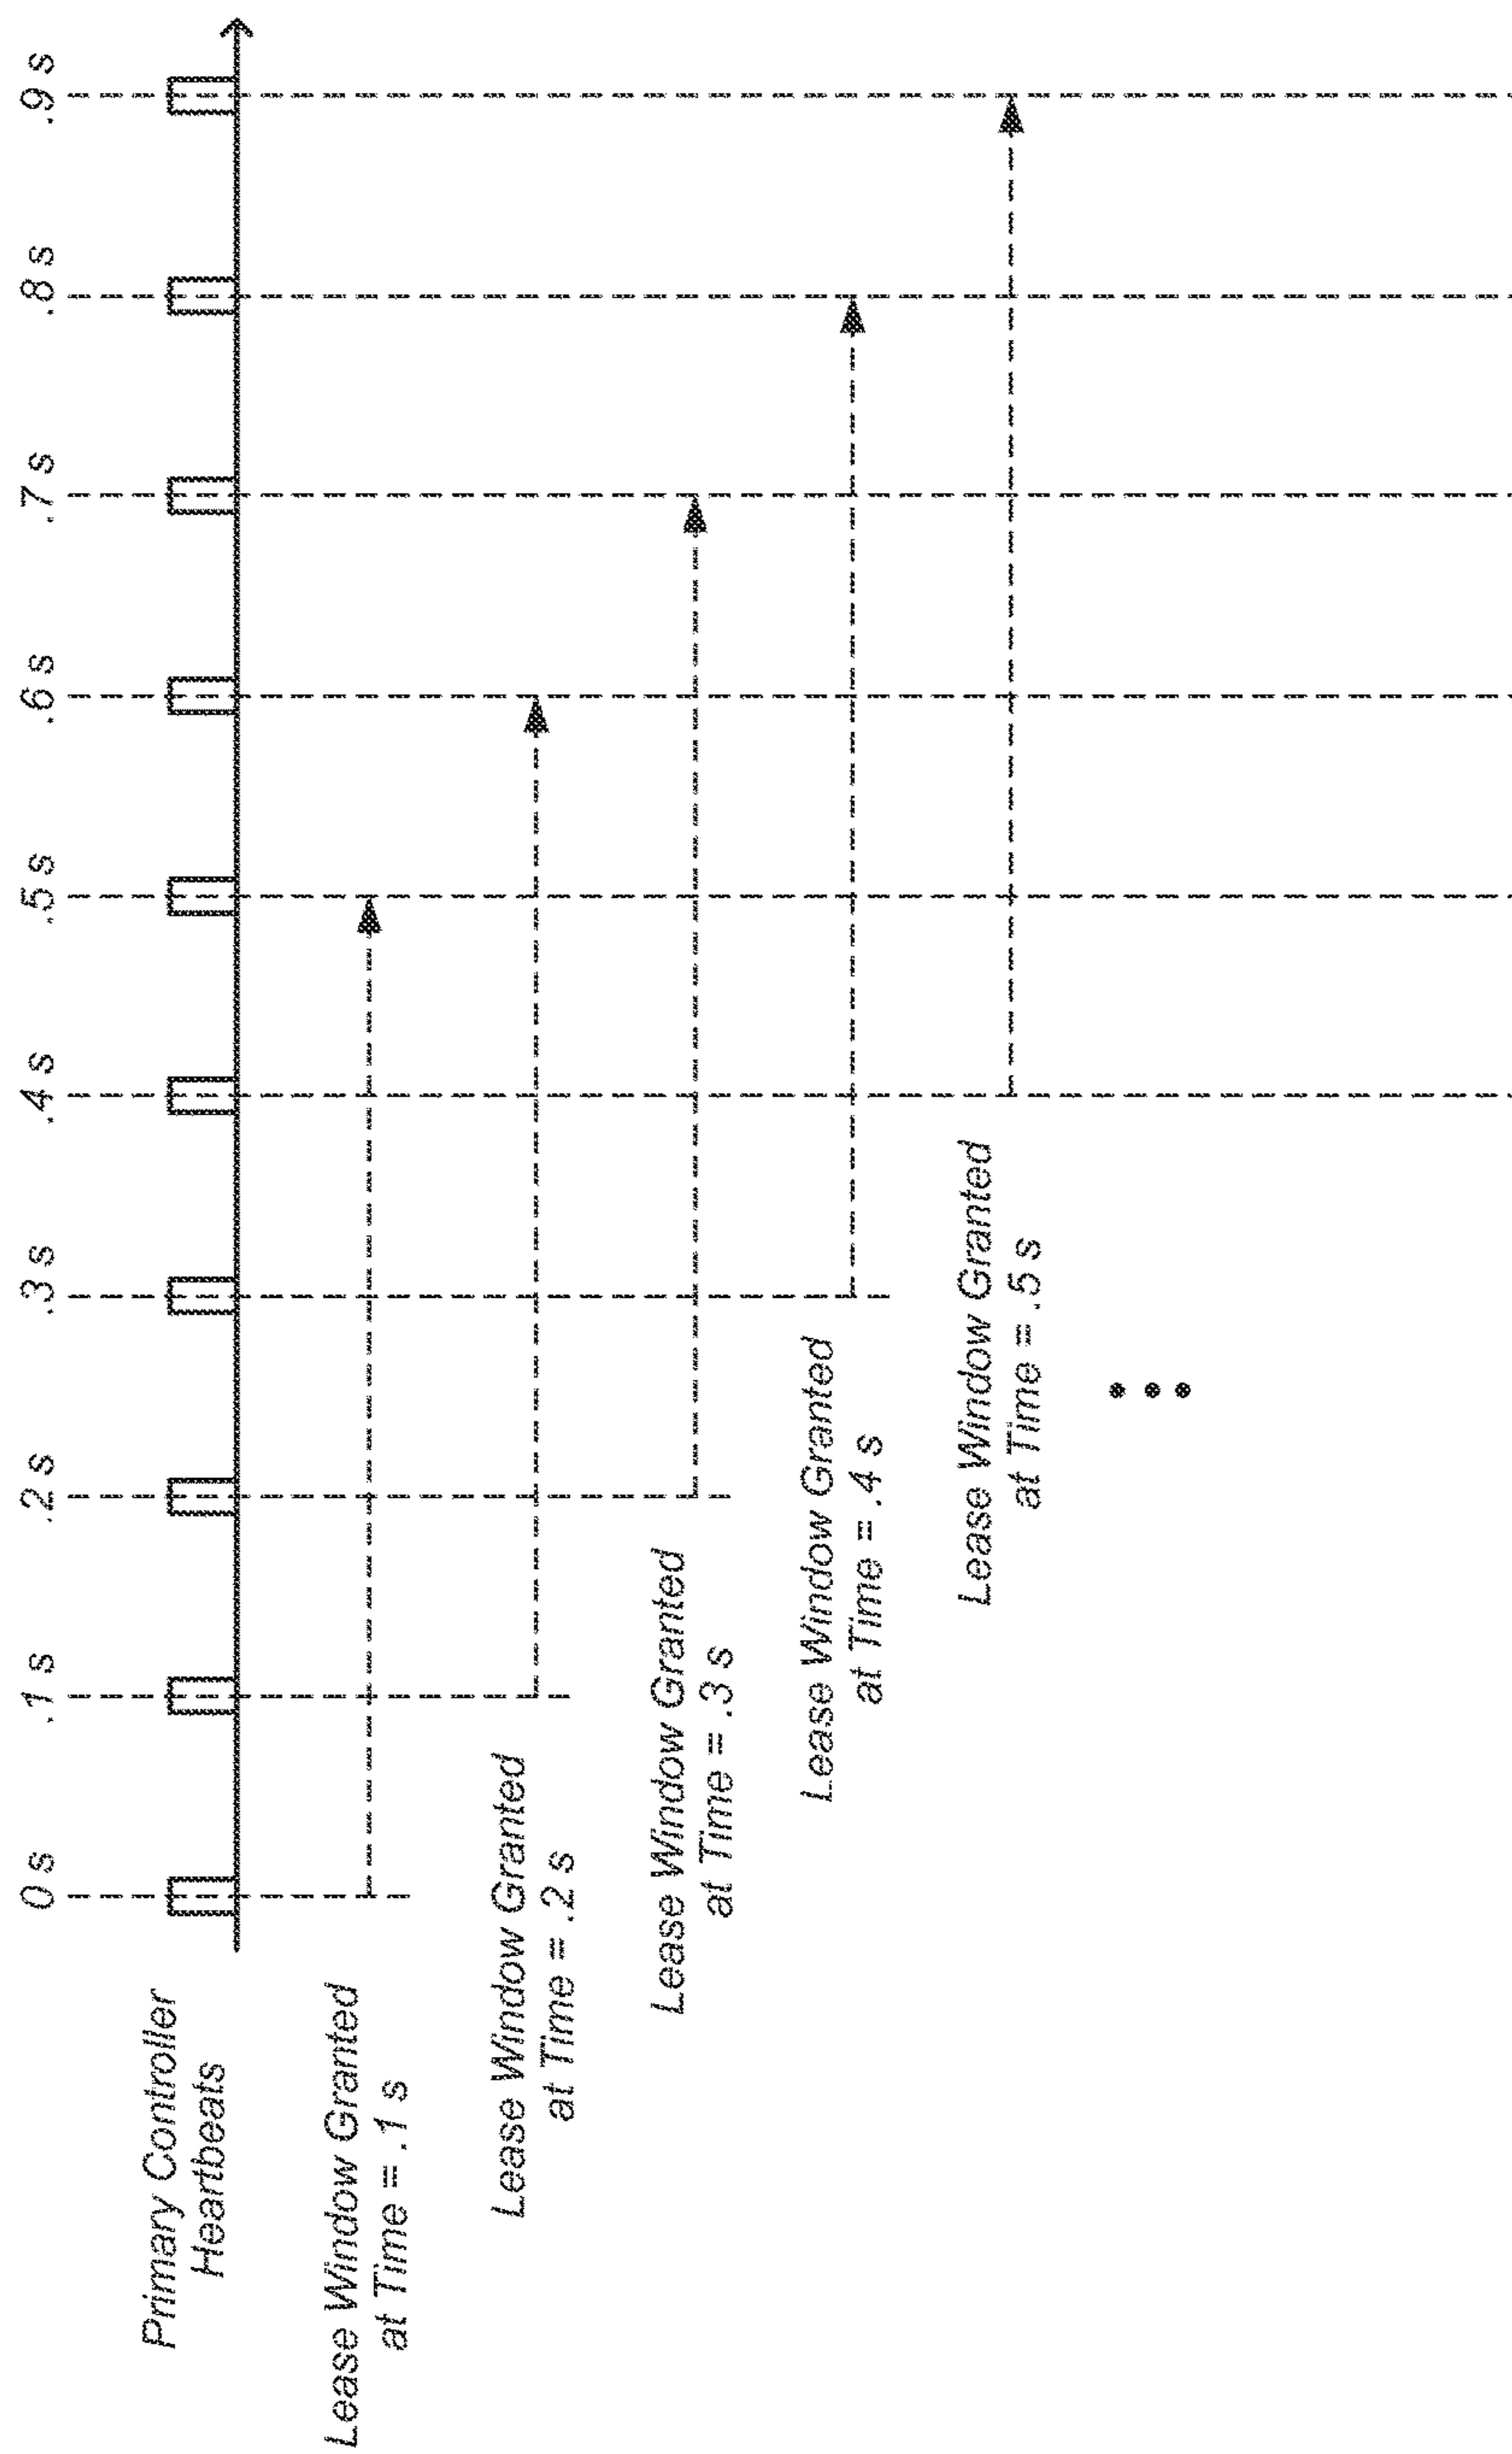 0 s
.1 s
.2 s
.3 s
.4 s
.5 s
.6 s
.7 s
.8 s
.9 s
Primary Controller
Heartbeats
Lease Window Granted
at Time = .1 s
Lease Window Granted
at Time = .2 s
Lease Window Granted
at Time = .3 s
Lease Window Granted
at Time = .4 s
Lease Window Granted
at Time = .5 s